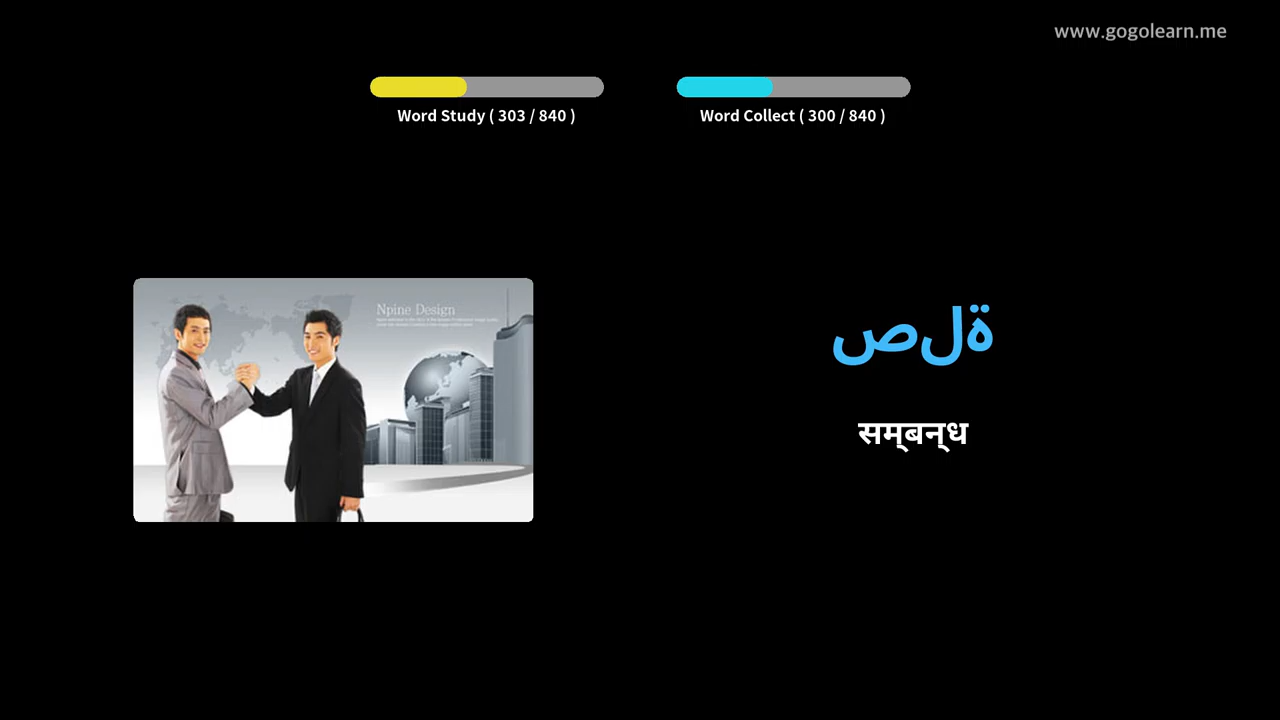 www.gogolearn.me
Word Study ( 303 / 840 )
Word Collect ( 300 / 840 )
Npine Design
صلة
सम्बन्ध